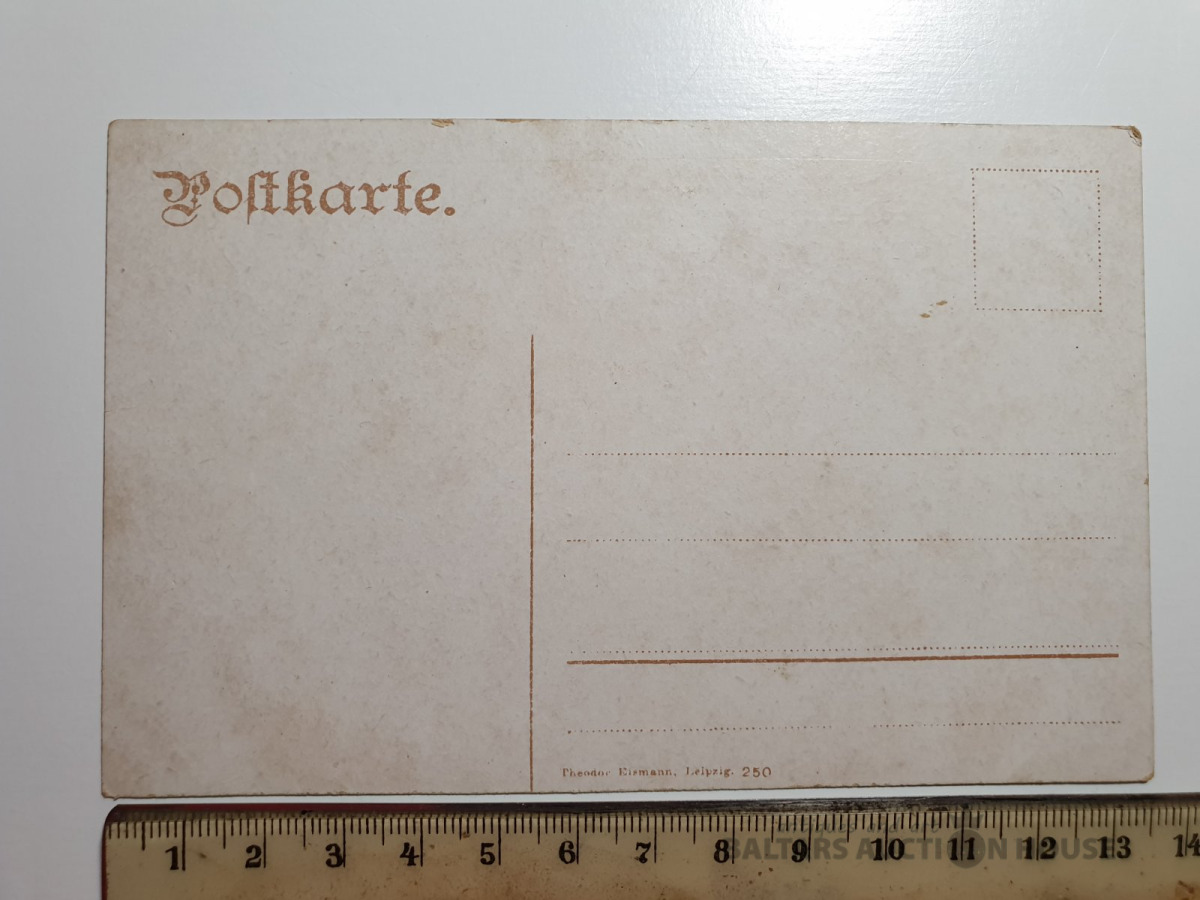 Poſtkarte.
Theodor Eismann, Leipzig. 250
1 2 3 4 5 6 7 8 9 10 11 12 13 14
BALTERS AUCTION HOUSE